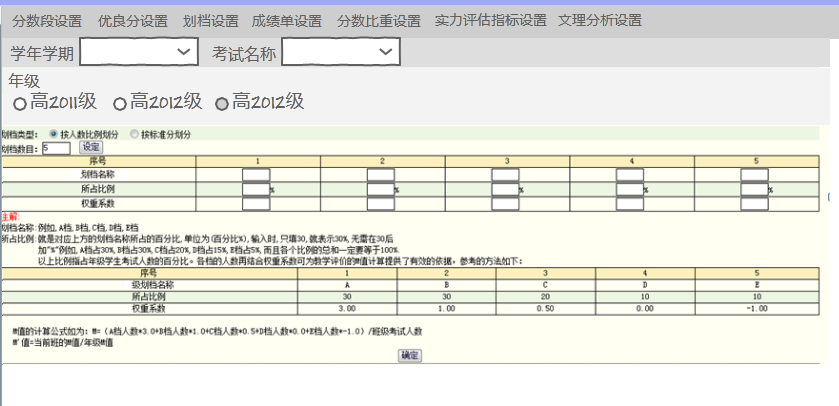 分数段设置 优良分设置 划档设置 成绩单设置 分数比重设置 实力评估指标设置 文理分析设置
学年学期 考试名称
年级
高2011级 高2012级 高2012级
划档类型: 按人数比例划分 按标准分划分
划档数目: 5 设定
序号 1 2 3 4 5
划档名称
所占比例 % % % % %
权重系数
主解:
划档名称:例如,A档,B档,C档,D档,E档
所占比例:就是对应上方的划档名称所占的百分比,单位为(百分比%),输入时,只填30,就表示30%,无需在30后
加"%"例如,A档占30%,B档占30%,C档占20%,D档占15%,E档占5%,而且各个比例的总和一定要等于100%
以上比例指占年级学生考试人数的百分比。各档的人数再结合权重系数可为教学评价的M值计算提供了有效的依据,参考的方法如下:
序号 1 2 3 4 5
级划档名称 A B C D E
所占比例 30 30 20 10 10
权重系数 3.00 1.00 0.50 0.00 -1.00
M值的计算公式如为: M=(A档人数*3.0+B档人数*1.0+C档人数*0.5+D档人数*0.0+E档人数*-1.0)/班级考试人数
M'值=当前班的M值/年级M值
确定